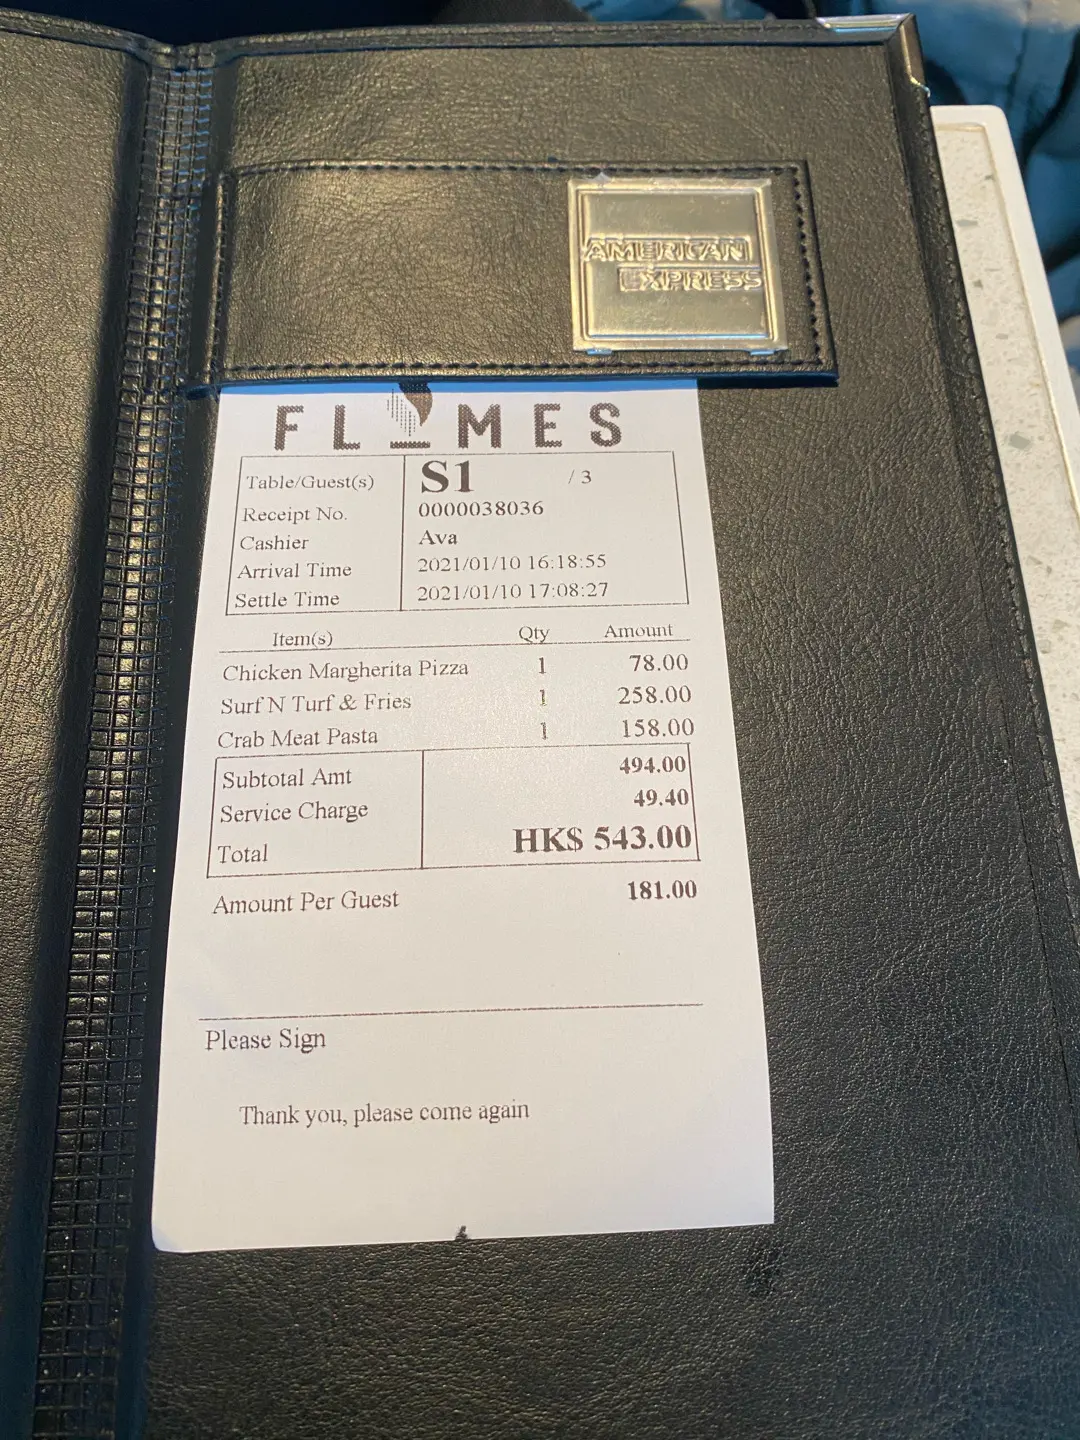 AMERICAN
EXPRESS
FLAMES
Table/Guest(s) S1 / 3
Receipt No. 0000038036
Cashier Ava
Arrival Time 2021/01/10 16:18:55
Settle Time 2021/01/10 17:08:27
Item(s) Qty Amount
Chicken Margherita Pizza 1 78.00
Surf N Turf & Fries 1 258.00
Crab Meat Pasta 1 158.00
Subtotal Amt 494.00
Service Charge 49.40
Total HK$ 543.00
Amount Per Guest 181.00
Please Sign
Thank you, please come again